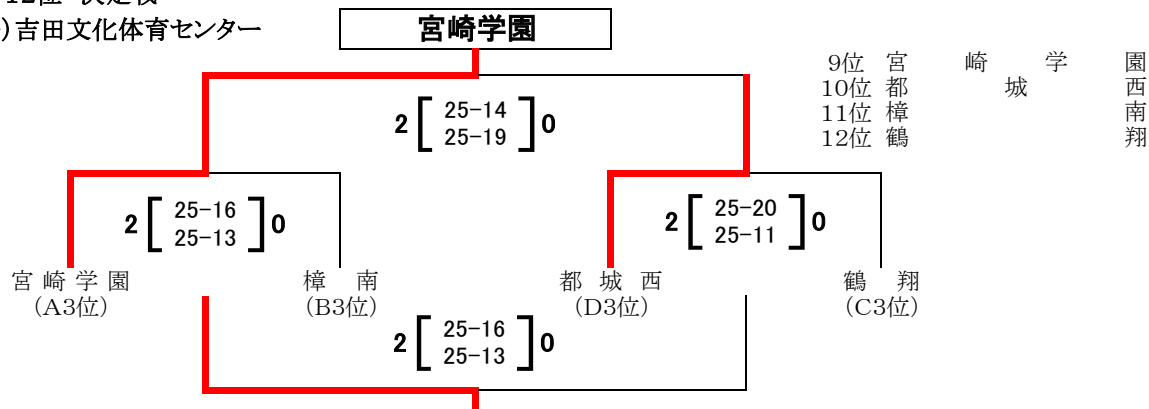 12位 決定戦
)吉田文化体育センター
宮崎学園
9位 宮崎学園
10位 都城西
11位 樟南
12位 鶴翔
2 [ 25-14 ] 0
25-19
2 [ 25-16 ] 0
25-13
2 [ 25-20 ] 0
25-11
宮崎学園 樟南 都城西 鶴翔
(A3位) (B3位) (D3位) (C3位)
2 [ 25-16 ] 0
25-13